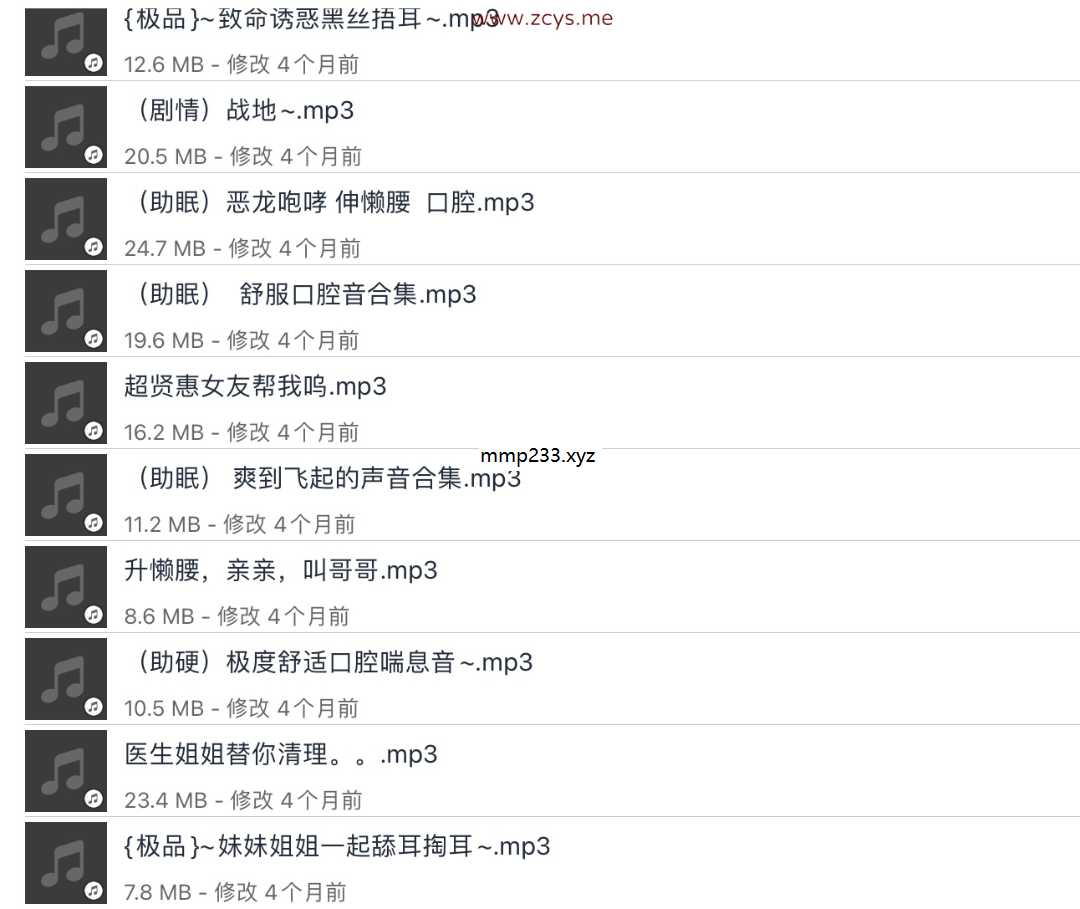 {极品}~致命诱惑黑丝捂耳~.mp3
www.zcys.me
12.6 MB - 修改 4个月前
（剧情）战地~.mp3
20.5 MB - 修改 4个月前
（助眠）恶龙咆哮 伸懒腰  口腔.mp3
24.7 MB - 修改 4个月前
（助眠）  舒服口腔音合集.mp3
19.6 MB - 修改 4个月前
超贤惠女友帮我呜.mp3
16.2 MB - 修改 4个月前
mmp233.xyz
（助眠） 爽到飞起的声音合集.mp3
11.2 MB - 修改 4个月前
升懒腰，亲亲，叫哥哥.mp3
8.6 MB - 修改 4个月前
（助硬）极度舒适口腔喘息音~.mp3
10.5 MB - 修改 4个月前
医生姐姐替你清理。。.mp3
23.4 MB - 修改 4个月前
{极品}~妹妹姐姐一起舔耳掏耳~.mp3
7.8 MB - 修改 4个月前